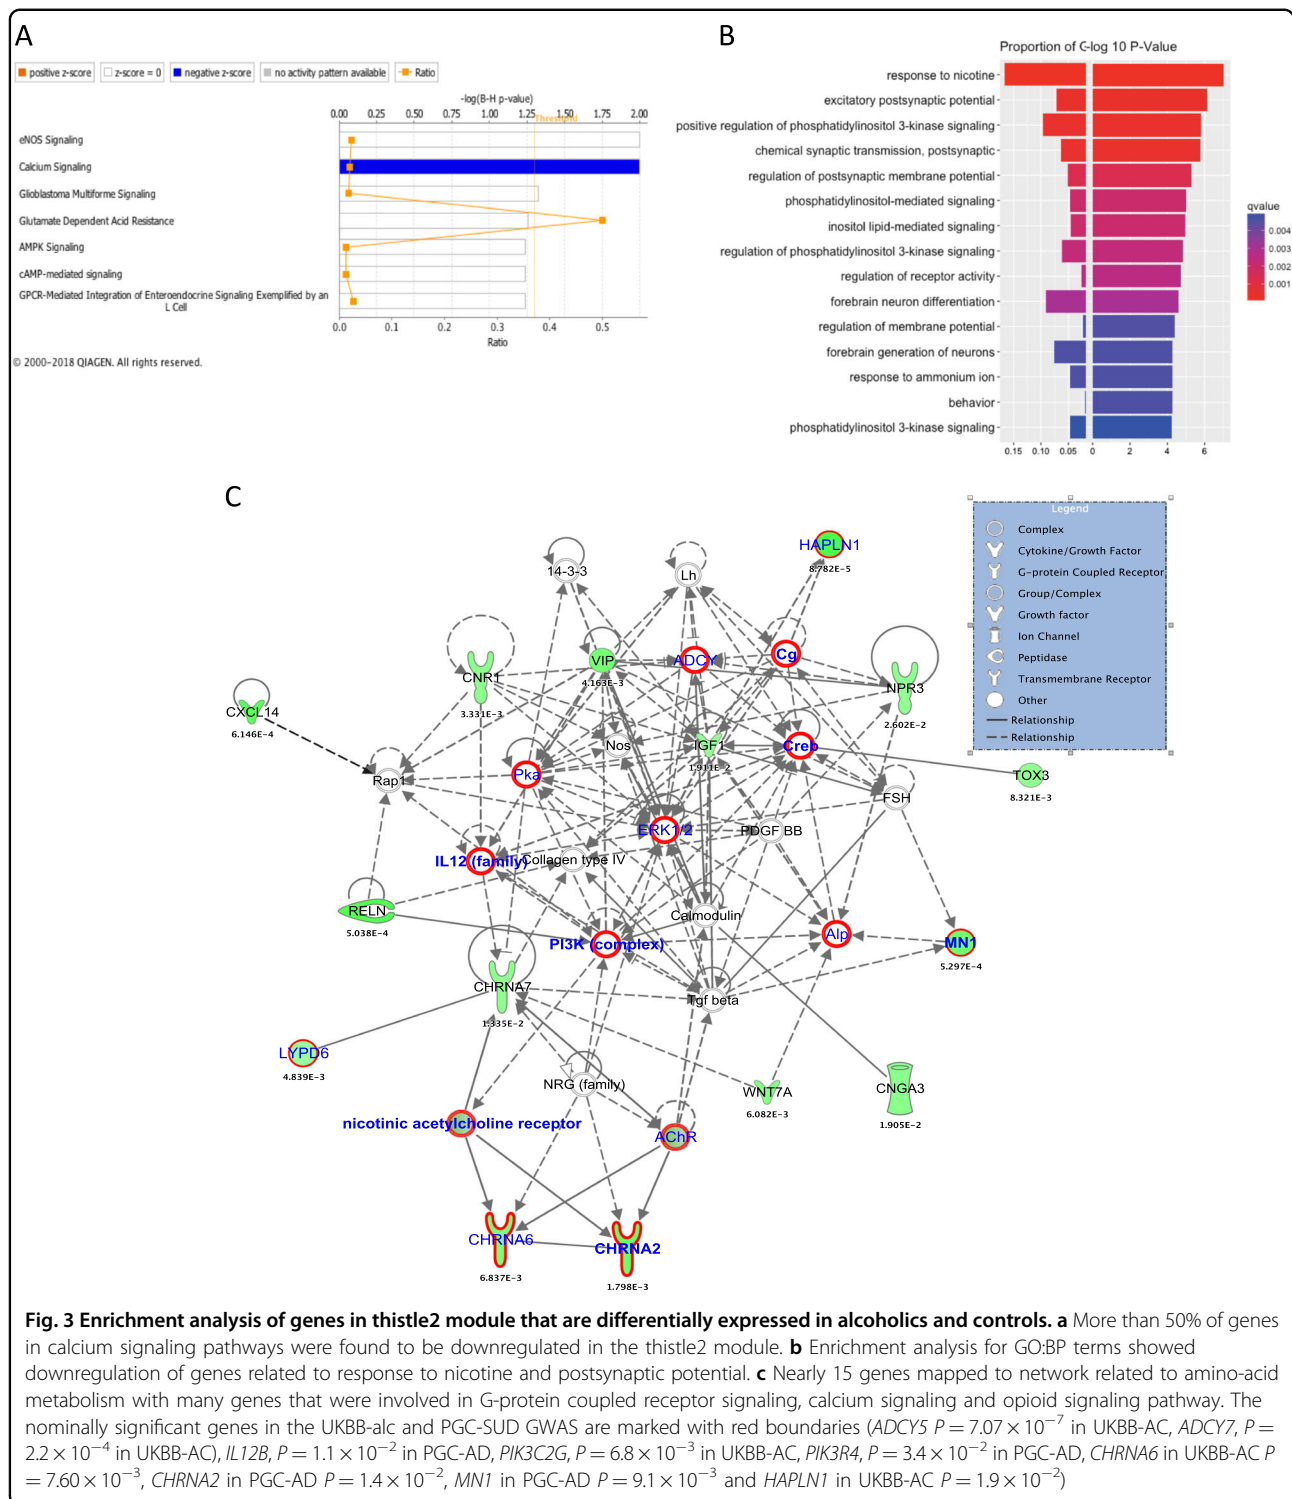 A
positive z-score
z-score = 0
negative z-score
no activity pattern available
Ratio
-log(B-H p-value)
0.00 0.25 0.50 0.75 1.00 1.25 1.50 1.75 2.00
Threshold
eNOS Signaling
Calcium Signaling
Glioblastoma Multiforme Signaling
Glutamate Dependent Acid Resistance
AMPK Signaling
cAMP-mediated signaling
GPCR-Mediated Integration of Enteroendocrine Signaling Exemplified by an
L Cell
0.0 0.1 0.2 0.3 0.4 0.5
Ratio
© 2000-2018 QIAGEN. All rights reserved.
B
Proportion of G-log 10 P-Value
response to nicotine
excitatory postsynaptic potential
positive regulation of phosphatidylinositol 3-kinase signaling
chemical synaptic transmission, postsynaptic
regulation of postsynaptic membrane potential
phosphatidylinositol-mediated signaling
inositol lipid-mediated signaling
regulation of phosphatidylinositol 3-kinase signaling
regulation of receptor activity
forebrain neuron differentiation
regulation of membrane potential
forebrain generation of neurons
response to ammonium ion
behavior
phosphatidylinositol 3-kinase signaling
0.15 0.10 0.05 0 2 4 6
qvalue
0.004
0.003
0.002
0.001
C
Legend
Complex
Cytokine/Growth Factor
G-protein Coupled Receptor
Group/Complex
Growth factor
Ion Channel
Peptidase
Transmembrane Receptor
Other
Relationship
Relationship
HAPLN1
8.782E-5
14-3-3
Lh
CNR1
3.331E-3
VIP
4.163E-3
ADCY
Cg
NPR3
2.602E-2
CXCL14
6.146E-4
Nos
IGF1
1.911E-2
Creb
Rap1
Pka
FSH
TOX3
8.321E-3
ERK1/2
PDGF BB
IL12 (family)
Collagen type IV
RELN
5.038E-4
Calmodulin
PI3K (complex)
Alp
MN1
5.297E-4
CHRNA7
1.335E-2
Tgf beta
LYPD6
4.839E-3
NRG (family)
WNT7A
6.082E-3
CNGA3
1.905E-2
nicotinic acetylcholine receptor
AChR
CHRNA6
6.837E-3
CHRNA2
1.798E-3
Fig. 3 Enrichment analysis of genes in thistle2 module that are differentially expressed in alcoholics and controls. a More than 50% of genes
in calcium signaling pathways were found to be downregulated in the thistle2 module. b Enrichment analysis for GO:BP terms showed
downregulation of genes related to response to nicotine and postsynaptic potential. c Nearly 15 genes mapped to network related to amino-acid
metabolism with many genes that were involved in G-protein coupled receptor signaling, calcium signaling and opioid signaling pathway. The
nominally significant genes in the UKBB-alc and PGC-SUD GWAS are marked with red boundaries (ADCY5 P = 7.07 × 10⁻⁷ in UKBB-AC, ADCY7, P =
2.2 × 10⁻⁴ in UKBB-AC), IL12B, P = 1.1 × 10⁻² in PGC-AD, PIK3C2G, P = 6.8 × 10⁻³ in UKBB-AC, PIK3R4, P = 3.4 × 10⁻² in PGC-AD, CHRNA6 in UKBB-AC P
= 7.60 × 10⁻³, CHRNA2 in PGC-AD P = 1.4 × 10⁻², MN1 in PGC-AD P = 9.1 × 10⁻³ and HAPLN1 in UKBB-AC P = 1.9 × 10⁻²)